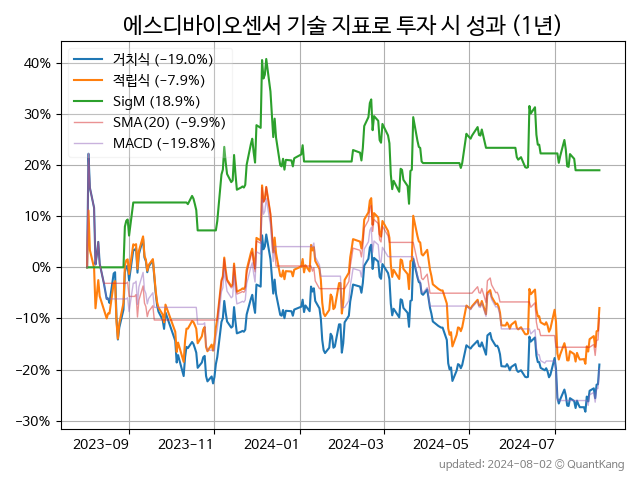 에스디바이오센서 기술 지표로 투자 시 성과 (1년)
거치식 (-19.0%)
적립식 (-7.9%)
SigM (18.9%)
SMA(20) (-9.9%)
MACD (-19.8%)
40%
30%
20%
10%
0%
-10%
-20%
-30%
2023-09 2023-11 2024-01 2024-03 2024-05 2024-07
updated: 2024-08-02 © QuantKang